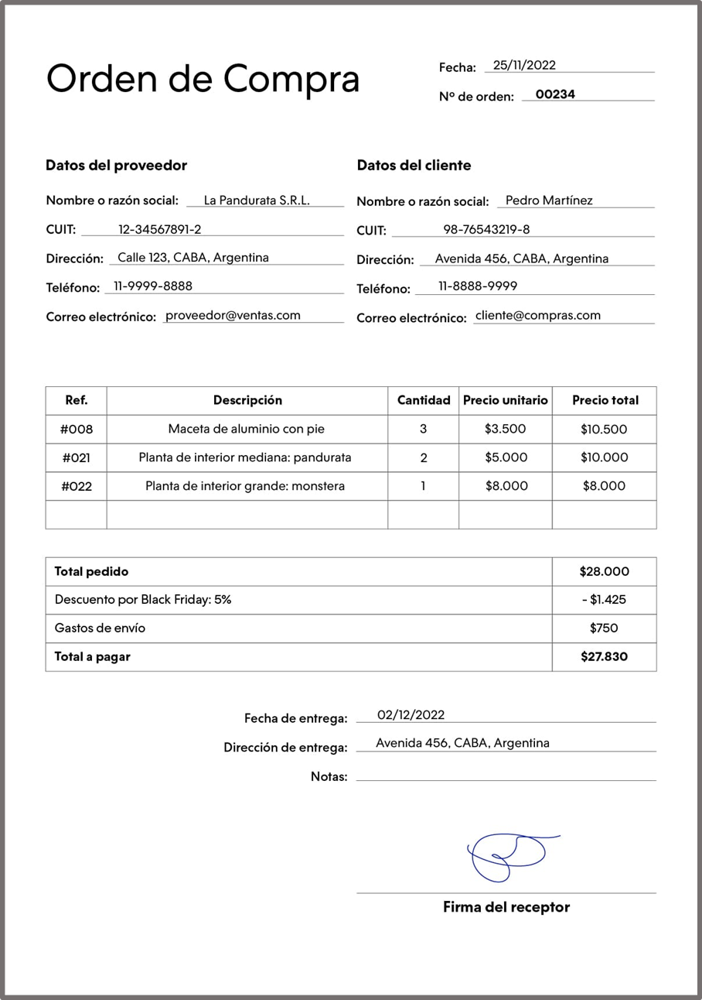 Orden de Compra
Fecha: 25/11/2022
Nº de orden: 00234
Datos del proveedor
Nombre o razón social: La Pandurata S.R.L.
CUIT: 12-34567891-2
Dirección: Calle 123, CABA, Argentina
Teléfono: 11-9999-8888
Correo electrónico: proveedor@ventas.com
Datos del cliente
Nombre o razón social: Pedro Martínez
CUIT: 98-76543219-8
Dirección: Avenida 456, CABA, Argentina
Teléfono: 11-8888-9999
Correo electrónico: cliente@compras.com
Ref. Descripción Cantidad Precio unitario Precio total
#008 Maceta de aluminio con pie 3 $3.500 $10.500
#021 Planta de interior mediana: pandurata 2 $5.000 $10.000
#022 Planta de interior grande: monstera 1 $8.000 $8.000
Total pedido $28.000
Descuento por Black Friday: 5% - $1.425
Gastos de envío $750
Total a pagar $27.830
Fecha de entrega: 02/12/2022
Dirección de entrega: Avenida 456, CABA, Argentina
Notas:
Firma del receptor